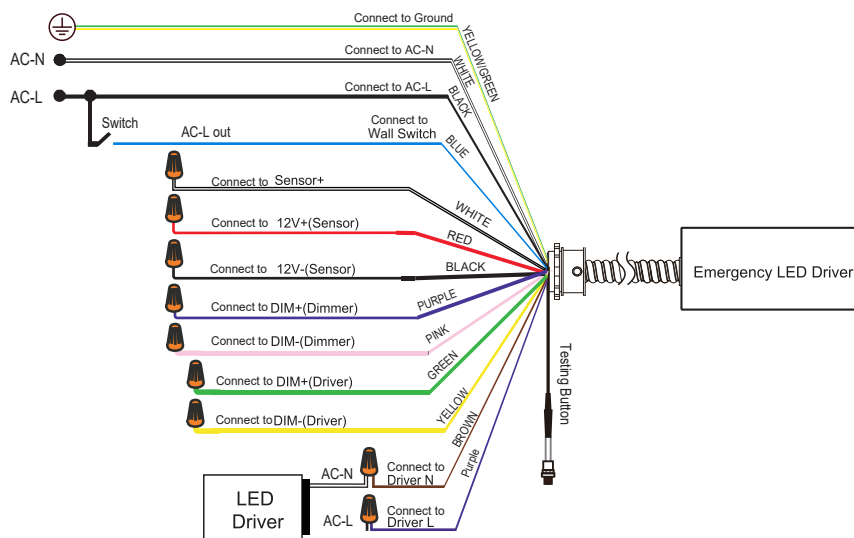 Connect to Ground
YELLOW/GREEN
AC-N
Connect to AC-N
WHITE
AC-L
Connect to AC-L
BLACK
Switch
AC-L out
Connect to
Wall Switch
BLUE
Connect to Sensor+
WHITE
Connect to 12V+(Sensor)
RED
Connect to 12V-(Sensor)
BLACK
Emergency LED Driver
Connect to DIM+(Dimmer)
PURPLE
Connect to DIM-(Dimmer)
PINK
Connect to DIM+(Driver)
GREEN
Connect to DIM-(Driver)
YELLOW
Testing Button
BROWN
Purple
AC-N
Connect to
Driver N
LED
Driver
AC-L
Connect to
Driver L